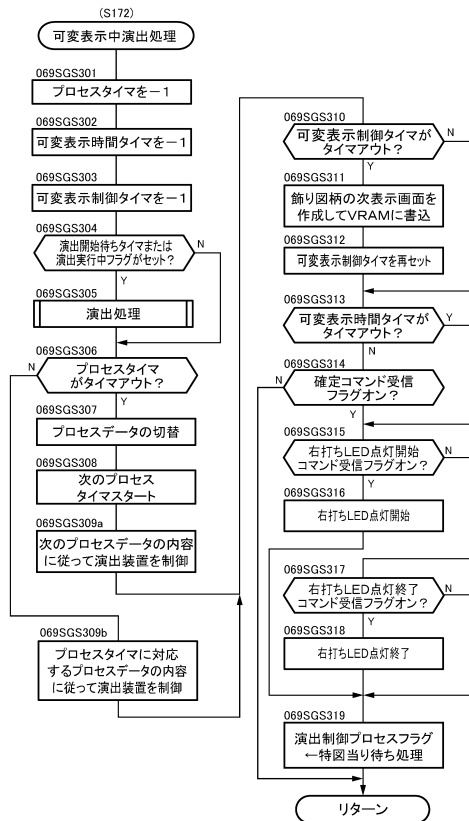 (S172)
可変表示中演出処理
069SGS301
プロセスタイマを－１
069SGS302
可変表示時間タイマを－１
069SGS303
可変表示制御タイマを－１
069SGS304
演出開始待ちタイマまたは
演出実行中フラグがセット？
N
Y
069SGS305
演出処理
069SGS306
N
プロセスタイマ
がタイマアウト？
Y
069SGS307
プロセスデータの切替
069SGS308
次のプロセス
タイマスタート
069SGS309a
次のプロセスデータの内容
に従って演出装置を制御
069SGS309b
プロセスタイマに対応
するプロセスデータの内容
に従って演出装置を制御
069SGS310
可変表示制御タイマが
タイマアウト？
N
Y
069SGS311
飾り図柄の次表示画面を
作成してＶＲＡＭに書込
069SGS312
可変表示制御タイマを再セット
069SGS313
可変表示時間タイマが
タイマアウト？
Y
N
069SGS314
N
確定コマンド受信
フラグオン？
Y
069SGS315
右打ちＬＥＤ点灯開始
コマンド受信フラグオン？
N
Y
069SGS316
右打ちＬＥＤ点灯開始
069SGS317
右打ちＬＥＤ点灯終了
コマンド受信フラグオン？
N
Y
069SGS318
右打ちＬＥＤ点灯終了
069SGS319
演出制御プロセスフラグ
←特図当り待ち処理
リターン